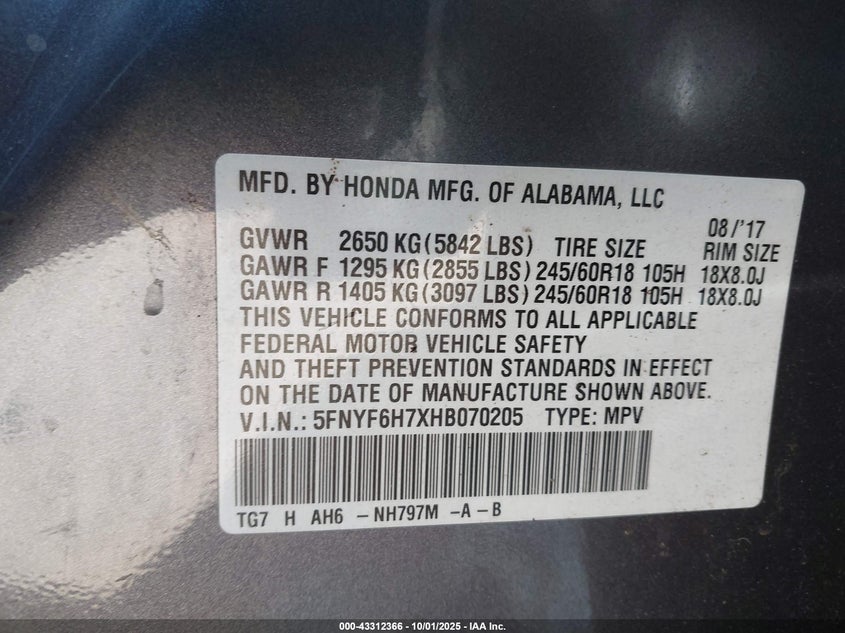 MFD. BY HONDA MFG. OF ALABAMA, LLC
08/'17
GVWR 2650 KG(5842 LBS) TIRE SIZE RIM SIZE
GAWR F 1295 KG(2855 LBS) 245/60R18 105H 18X8.0J
GAWR R 1405 KG(3097 LBS) 245/60R18 105H 18X8.0J
THIS VEHICLE CONFORMS TO ALL APPLICABLE
FEDERAL MOTOR VEHICLE SAFETY
AND THEFT PREVENTION STANDARDS IN EFFECT
ON THE DATE OF MANUFACTURE SHOWN ABOVE.
V.I.N.: 5FNYF6H7XHB070205 TYPE: MPV
TG7 H AH6 -NH797M -A-B
000-43312366 - 10/01/2025 - IAA Inc.